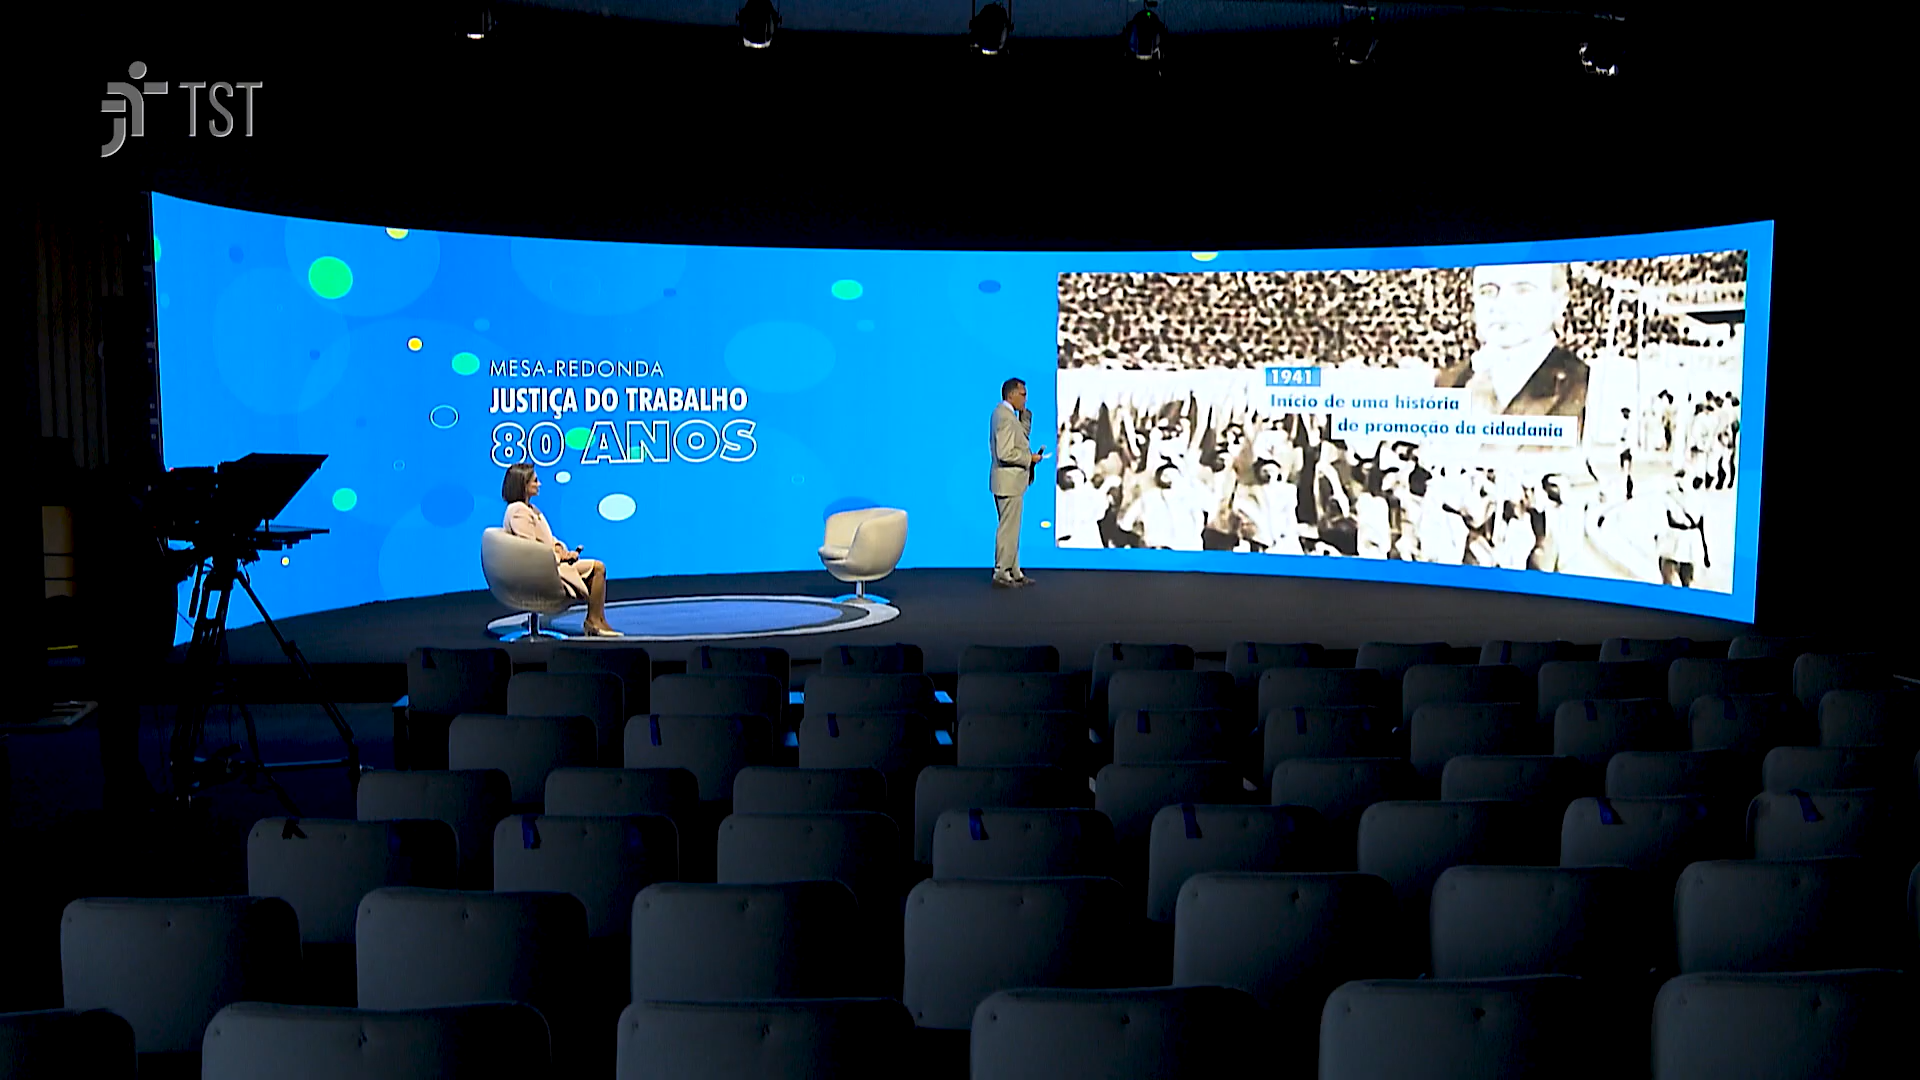 TST
MESA-REDONDA
JUSTIÇA DO TRABALHO
80 ANOS
1941
Início de uma história
de promoção da cidadania